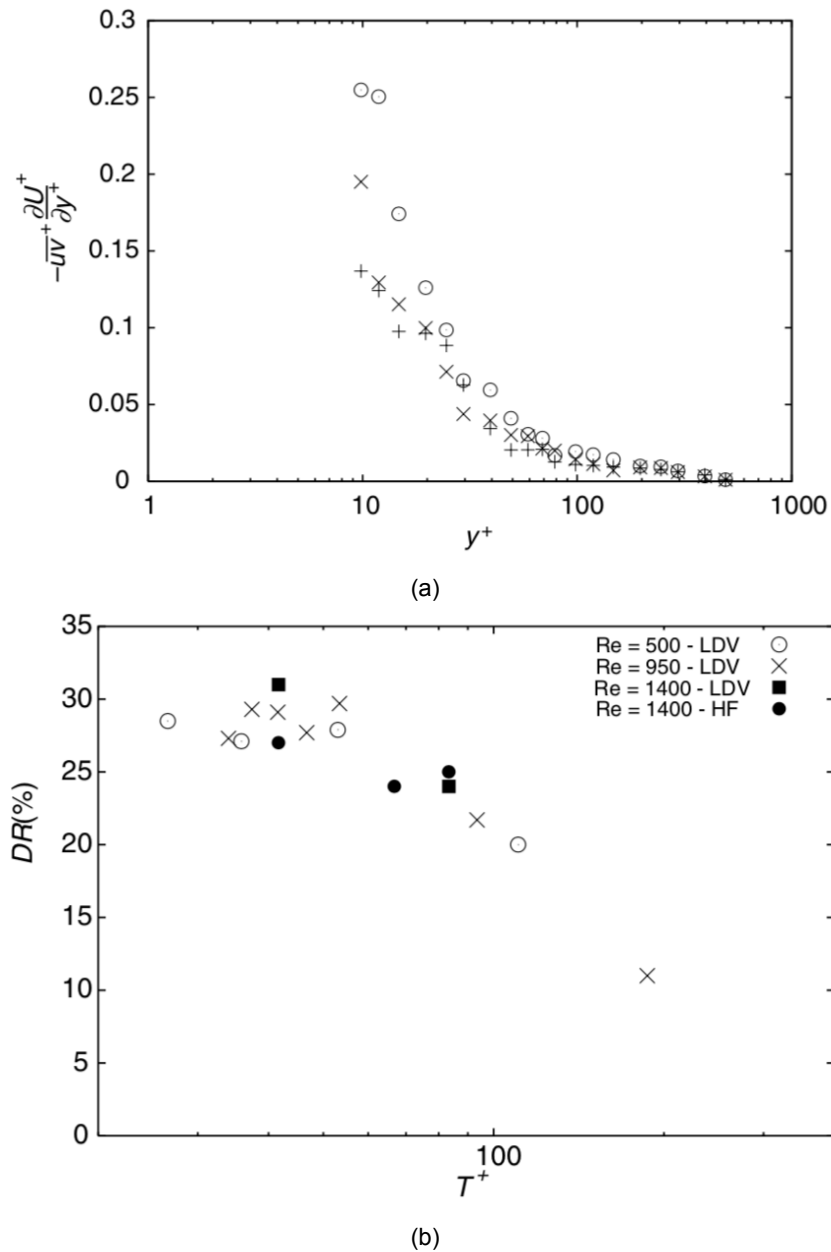 0.3
0.25
0.2
0.15
0.1
0.05
0
1
10
100
1000
−uv⁺ ∂U⁺/∂y⁺
y⁺
(a)
35
30
25
20
15
10
5
0
DR(%)
Re = 500 - LDV
Re = 950 - LDV
Re = 1400 - LDV
Re = 1400 - HF
100
T⁺
(b)